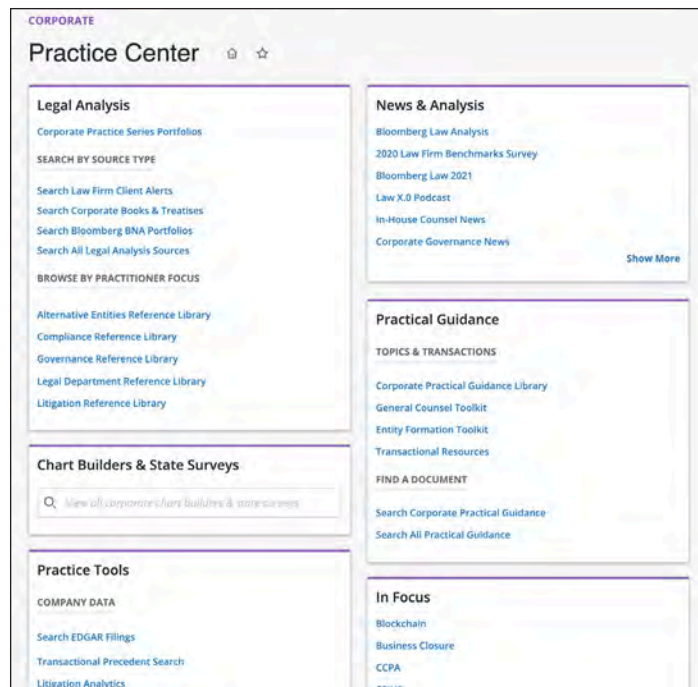 CORPORATE
Practice Center
Legal Analysis
Corporate Practice Series Portfolios
SEARCH BY SOURCE TYPE
Search Law Firm Client Alerts
Search Corporate Books & Treatises
Search Bloomberg BNA Portfolios
Search All Legal Analysis Sources
BROWSE BY PRACTITIONER FOCUS
Alternative Entities Reference Library
Compliance Reference Library
Governance Reference Library
Legal Department Reference Library
Litigation Reference Library
Chart Builders & State Surveys
View all corporate chart builders & state surveys
Practice Tools
COMPANY DATA
Search EDGAR Filings
Transactional Precedent Search
Litigation Analytics
News & Analysis
Bloomberg Law Analysis
2020 Law Firm Benchmarks Survey
Bloomberg Law 2021
Law X.0 Podcast
In-House Counsel News
Corporate Governance News
Show More
Practical Guidance
TOPICS & TRANSACTIONS
Corporate Practical Guidance Library
General Counsel Toolkit
Entity Formation Toolkit
Transactional Resources
FIND A DOCUMENT
Search Corporate Practical Guidance
Search All Practical Guidance
In Focus
Blockchain
Business Closure
CCPA